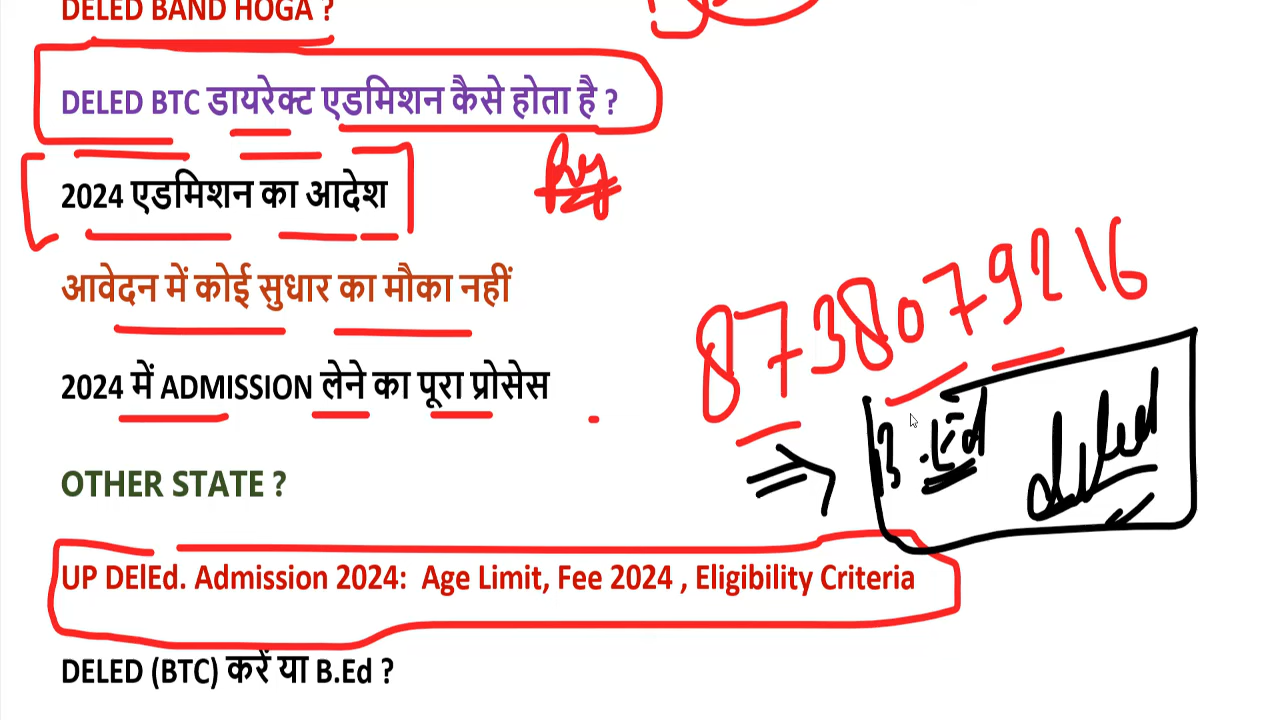 DELED BAND HOGA ?
DELED BTC डायरेक्ट एडमिशन कैसे होता है ?
2024 एडमिशन का आदेश
आवेदन में कोई सुधार का मौका नहीं
8738079216
2024 में ADMISSION लेने का पूरा प्रोसेस
B.Ed deled
OTHER STATE ?
UP DElEd. Admission 2024: Age Limit, Fee 2024 , Eligibility Criteria
DELED (BTC) करें या B.Ed ?